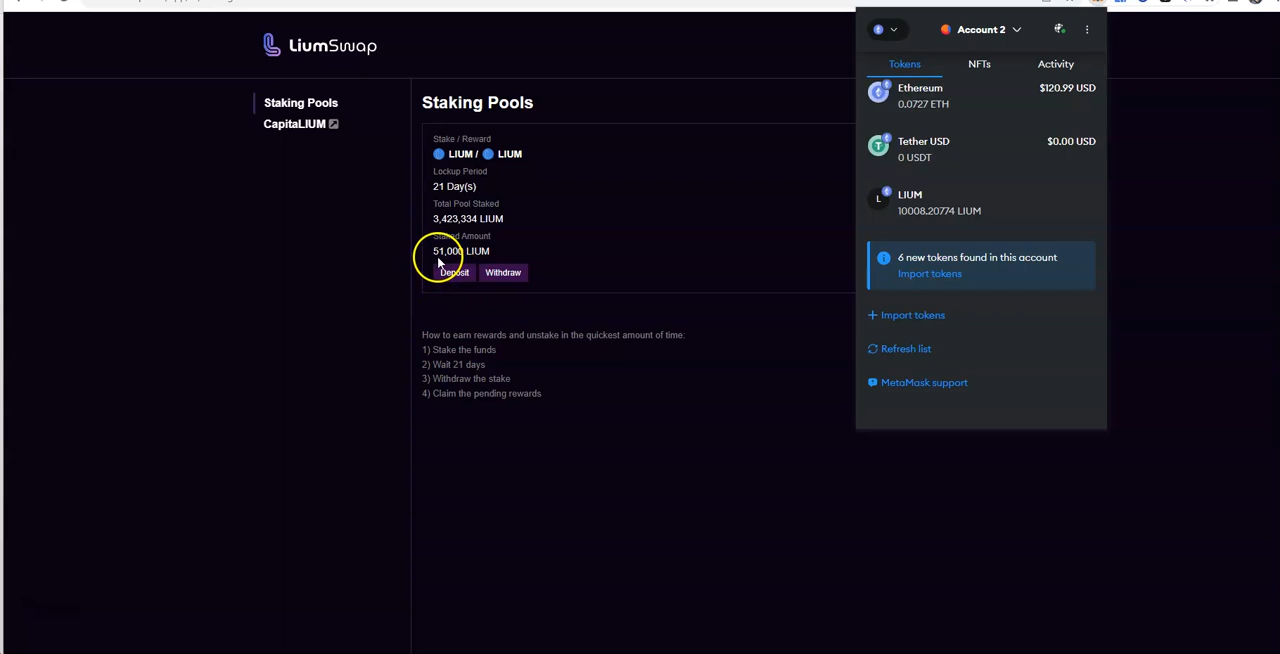 LiumSwap
Staking Pools
CapitaLIUM
Staking Pools
Stake / Reward
LIUM / LIUM
Lockup Period
21 Day(s)
Total Pool Staked
3,423,334 LIUM
Staked Amount
51,000 LIUM
Deposit Withdraw
How to earn rewards and unstake in the quickest amount of time:
1) Stake the funds
2) Wait 21 days
3) Withdraw the stake
4) Claim the pending rewards
Account 2
Tokens NFTs Activity
Ethereum $120.99 USD
0.0727 ETH
Tether USD $0.00 USD
0 USDT
L LIUM
10008.20774 LIUM
6 new tokens found in this account
Import tokens
Import tokens
Refresh list
MetaMask support